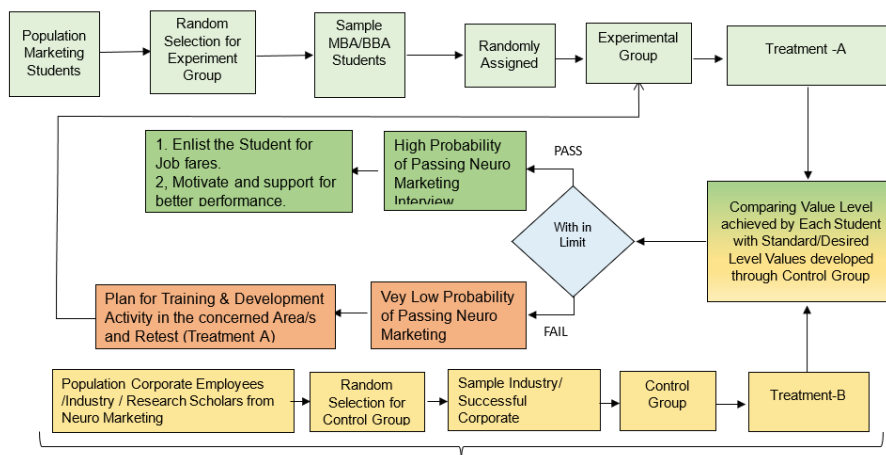 Population
Marketing
Students
Random
Selection for
Experiment
Group
Sample
MBA/BBA
Students
Randomly
Assigned
Experimental
Group
Treatment -A
1. Enlist the Student for
Job fares.
2, Motivate and support for
better performance.
High Probability
of Passing Neuro
Marketing
Interview
PASS
With in
Limit
Comparing Value Level
achieved by Each Student
with Standard/Desired
Level Values developed
through Control Group
Plan for Training & Development
Activity in the concerned Area/s
and Retest (Treatment A)
Vey Low Probability
of Passing Neuro
Marketing
FAIL
Population Corporate Employees
/Industry / Research Scholars from
Neuro Marketing
Random
Selection for
Control Group
Sample Industry/
Successful
Corporate
Control
Group
Treatment-B